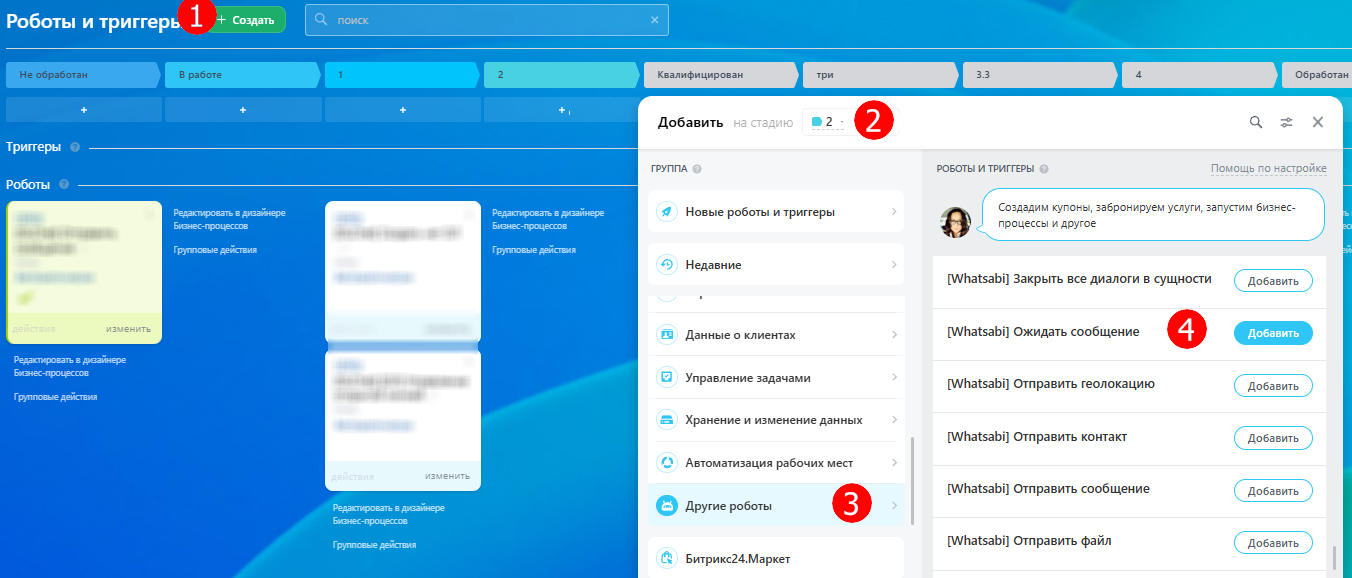 Роботы и триггеры
1
+ Создать
поиск
Не обработан
В работе
1
2
Квалифицирован
три
3.3
4
Обработан
+
+
+
+
Триггеры
Роботы
действия
изменить
Редактировать в дизайнере
Бизнес-процессов
Групповые действия
Редактировать в дизайнере
Бизнес-процессов
Групповые действия
Редактировать в дизайнере
Бизнес-процессов
Групповые действия
действия
изменить
Редактировать в дизайнере
Бизнес-процессов
Групповые действия
Добавить на стадию 2
2
ГРУППА
Новые роботы и триггеры
Недавние
Данные о клиентах
Управление задачами
Хранение и изменение данных
Автоматизация рабочих мест
Другие роботы
3
Битрикс24.Маркет
РОБОТЫ И ТРИГГЕРЫ
Помощь по настройке
Создадим купоны, забронируем услуги, запустим бизнес-
процессы и другое
[Whatsabi] Закрыть все диалоги в сущности
Добавить
[Whatsabi] Ожидать сообщение
4
Добавить
[Whatsabi] Отправить геолокацию
Добавить
[Whatsabi] Отправить контакт
Добавить
[Whatsabi] Отправить сообщение
Добавить
[Whatsabi] Отправить файл
Добавить